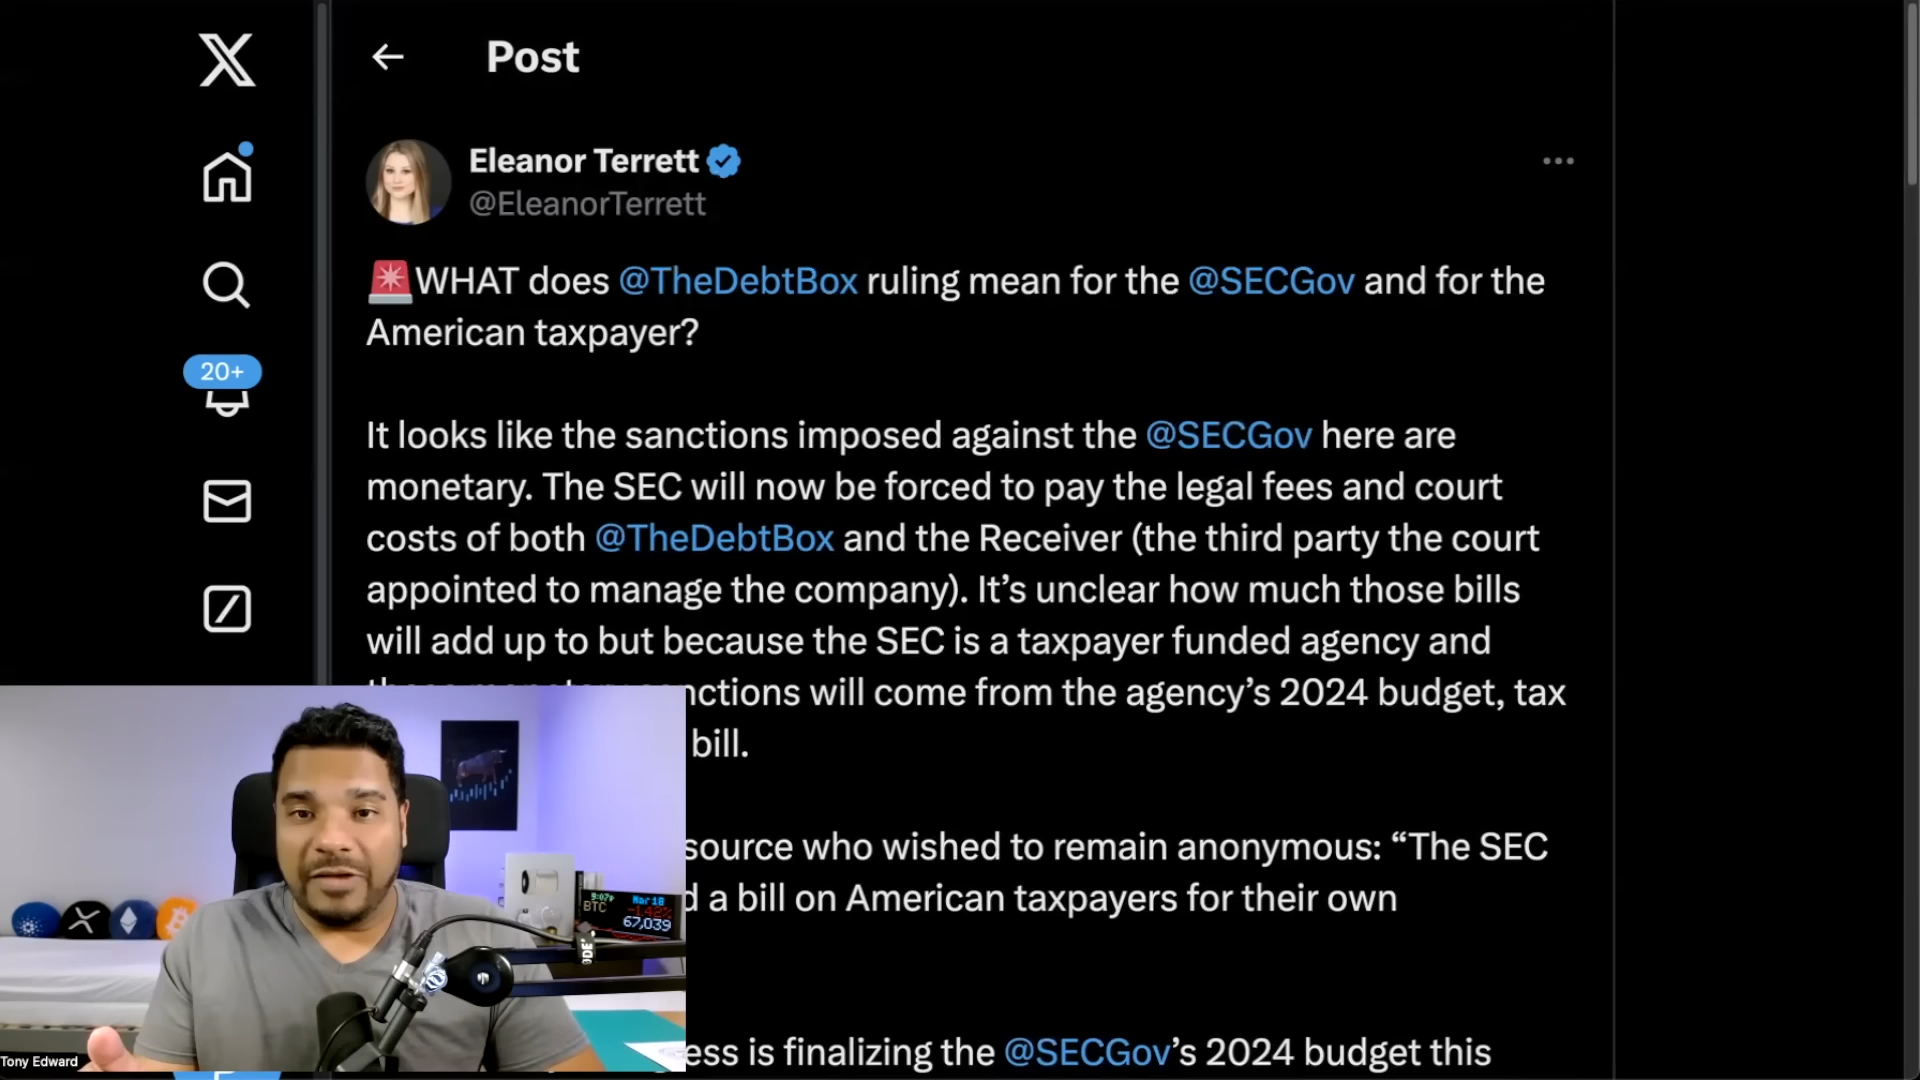 Post
Eleanor Terrett
@EleanorTerrett
WHAT does @TheDebtBox ruling mean for the @SECGov and for the
American taxpayer?
20+
It looks like the sanctions imposed against the @SECGov here are
monetary. The SEC will now be forced to pay the legal fees and court
costs of both @TheDebtBox and the Receiver (the third party the court
appointed to manage the company). It’s unclear how much those bills
will add up to but because the SEC is a taxpayer funded agency and
sanctions will come from the agency’s 2024 budget, tax
bill.
source who wished to remain anonymous: “The SEC
a bill on American taxpayers for their own
9:07P Mar 18
BTC -1.42%
67,039
Tony Edward
is finalizing the @SECGov’s 2024 budget this